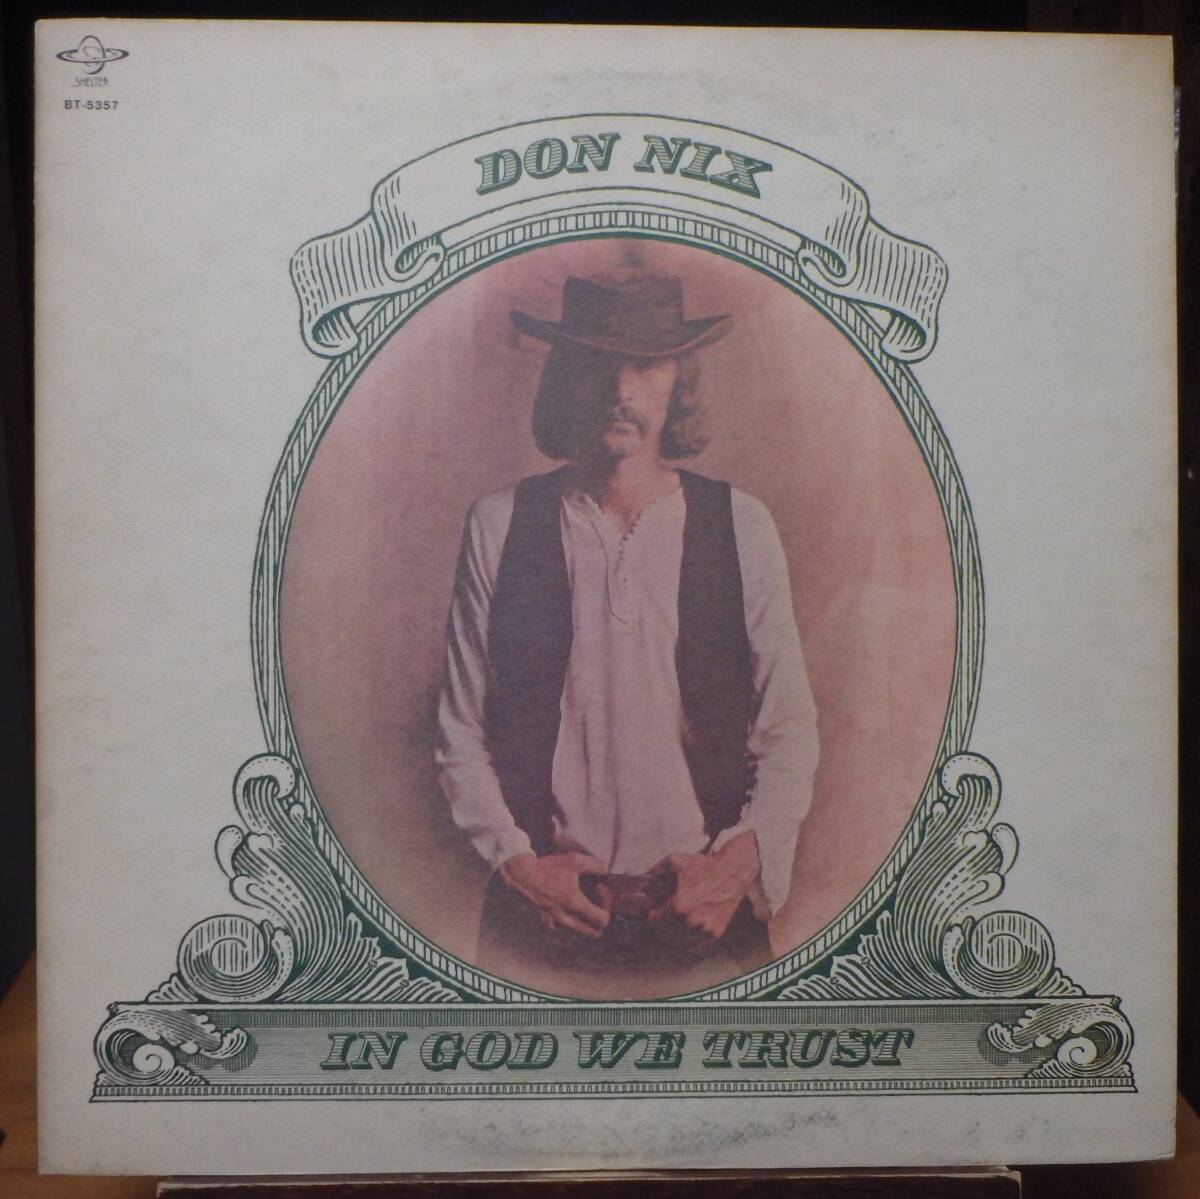 SHELTER
BT-5357
DON NIX
IN GOD WE TRUST